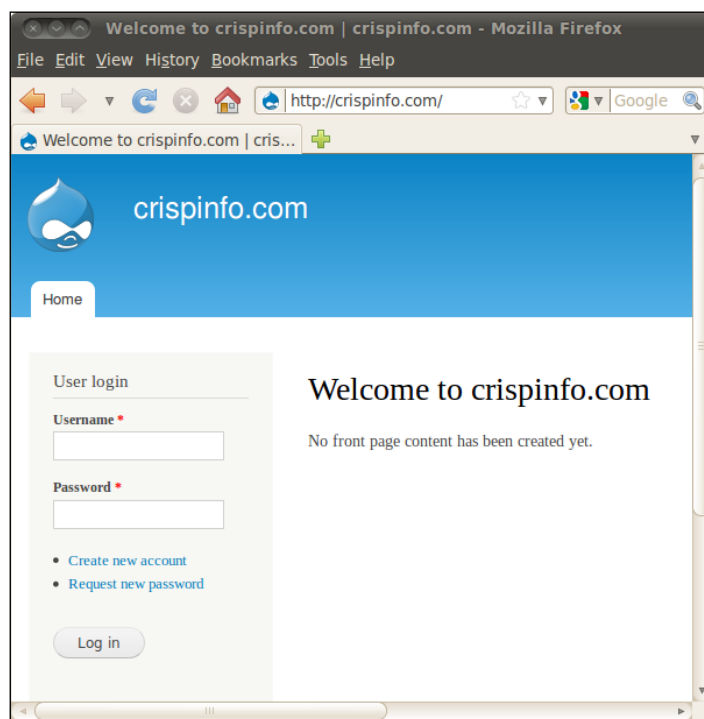 Welcome to crispinfo.com | crispinfo.com - Mozilla Firefox
File Edit View History Bookmarks Tools Help
http://crispinfo.com/ Google
Welcome to crispinfo.com | cris...
crispinfo.com
Home
User login
Username *
Password *
Create new account
Request new password
Log in
Welcome to crispinfo.com
No front page content has been created yet.